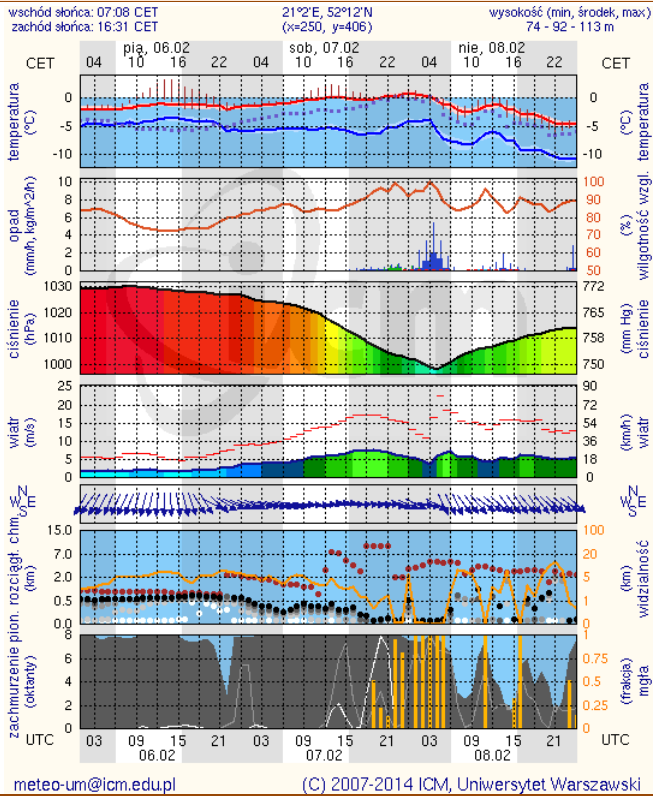 wschód słońca: 07:08 CET 21°2'E, 52°12'N wysokość (min, środek, max)
zachód słońca: 16:31 CET (x=250, y=406) 74 - 92 - 113 m
pią, 06.02 sob, 07.02 nie, 08.02
CET 04 10 16 22 04 10 16 22 04 10 16 22 CET
temperatura
(°C)
0
-5
-10
0
-5
-10
(°C)
temperatura
opad
(mm/h, kg/m^2/h)
10
8
6
4
2
0
100
90
80
70
60
50
(%)
wilgotność wzgl.
ciśnienie
(hPa)
1030
1020
1010
1000
772
765
758
750
(mm Hg)
ciśnienie
wiatr
(m/s)
25
20
15
10
5
0
90
72
54
36
18
0
(km/h)
wiatr
N
W E
S
N
W E
S
pion. rozciągł. chm.
(km)
15.0
7.0
2.0
0.5
0.0
100
20
5
1
0
(km)
widzialność
zachmurzenie
(oktanty)
8
6
4
2
0
1
0.75
0.5
0.25
0
(frakcja)
mgła
UTC 03 09 15 21 03 09 15 21 03 09 15 21 UTC
06.02 07.02 08.02
meteo-um@icm.edu.pl (C) 2007-2014 ICM, Uniwersytet Warszawski